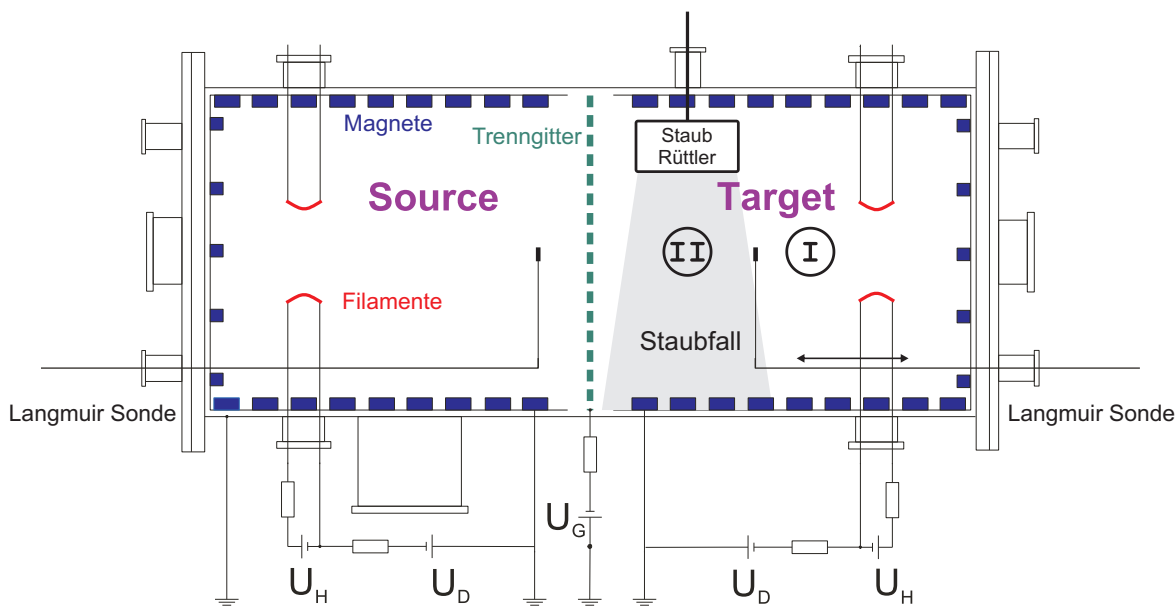 Magnete
Trenngitter
Staub
Rüttler
Source
Target
II
I
Filamente
Staubfall
Langmuir Sonde
Langmuir Sonde
U_G
U_H
U_D
U_D
U_H